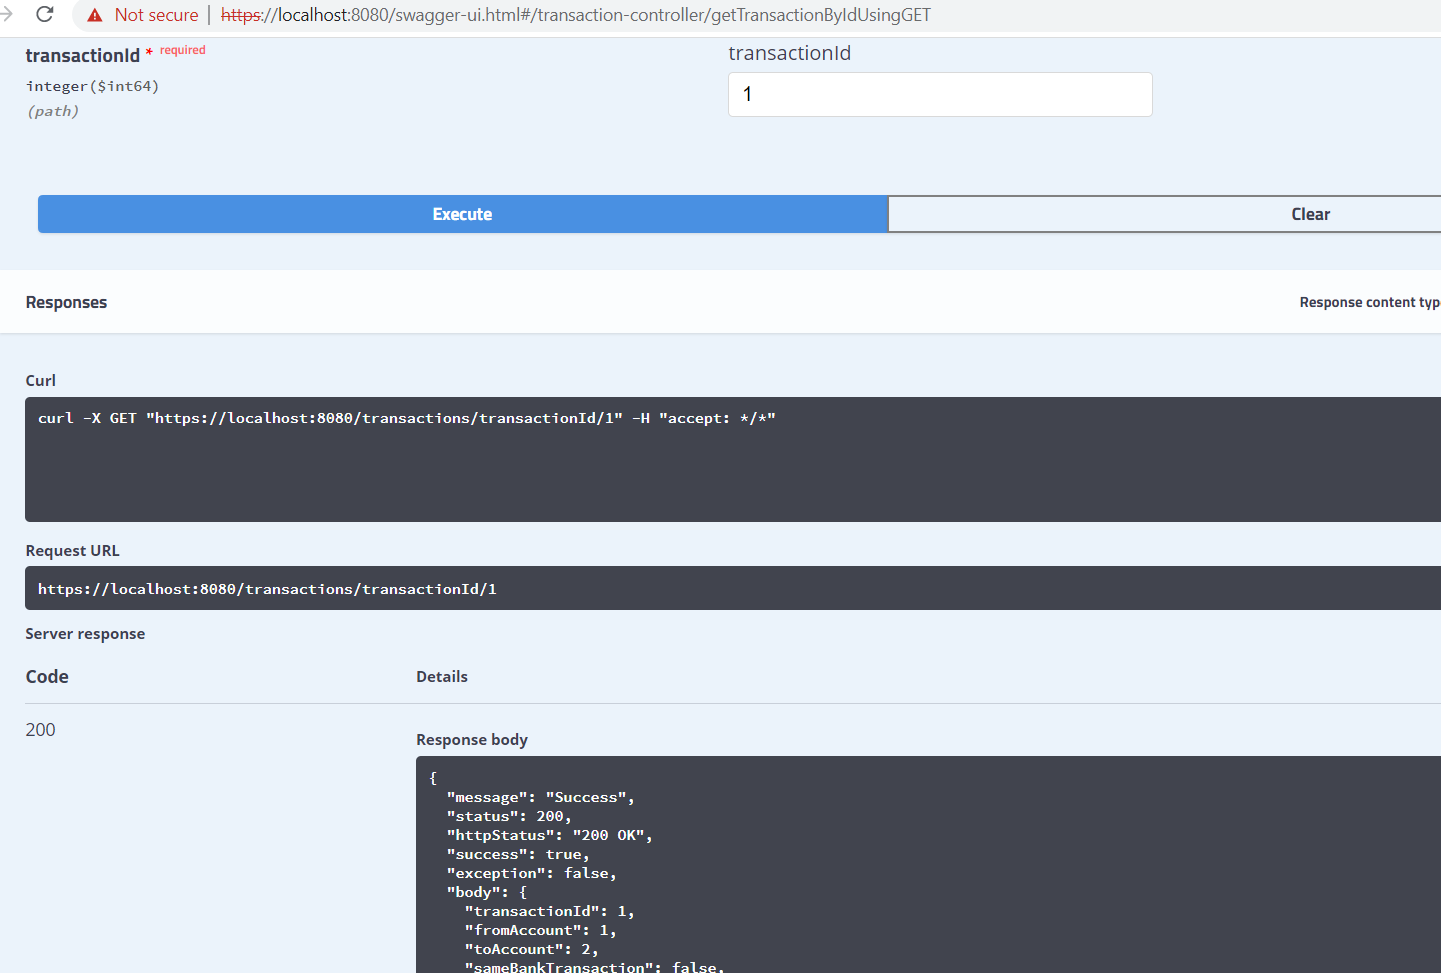 Not secure | https://localhost:8080/swagger-ui.html#/transaction-controller/getTransactionByIdUsingGET
transactionId * required
integer($int64)
(path)
transactionId
1
Execute
Clear
Responses
Response content typ
Curl
curl -X GET "https://localhost:8080/transactions/transactionId/1" -H "accept: */*"
Request URL
https://localhost:8080/transactions/transactionId/1
Server response
Code
Details
200
Response body
{
"message": "Success",
"status": 200,
"httpStatus": "200 OK",
"success": true,
"exception": false,
"body": {
"transactionId": 1,
"fromAccount": 1,
"toAccount": 2,
"sameBankTransaction": false,